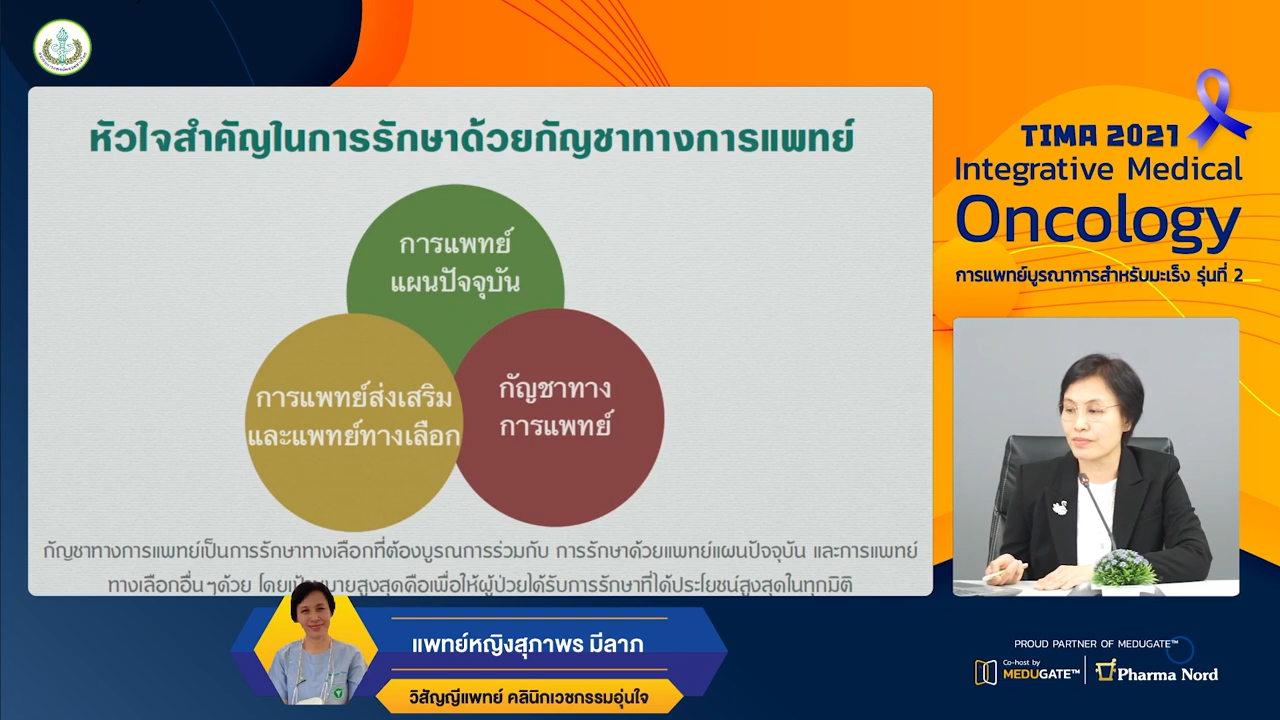 หัวใจสำคัญในการรักษาด้วยกัญชาทางการแพทย์
การแพทย์
แผนปัจจุบัน
การแพทย์ส่งเสริม
และแพทย์ทางเลือก
กัญชาทาง
การแพทย์
กัญชาทางการแพทย์เป็นการรักษาทางเลือกที่ต้องบูรณการร่วมกับ การรักษาด้วยแพทย์แผนปัจจุบัน และการแพทย์
ทางเลือกอื่นๆด้วย สูงสุดคือเพื่อให้ผู้ป่วยได้รับการรักษาที่ได้ประโยชน์สูงสุดในทุกมิติ
TIMA 2021
Integrative Medical
Oncology
การแพทย์บูรณาการสำหรับมะเร็ง รุ่นที่ 2
แพทย์หญิงสุภาพร มีลาภ
วิสัญญีแพทย์ คลินิกเวชกรรมอุ่นใจ
PROUD PARTNER OF MEDUGATE™
Co-host by
MEDUGATE™
Pharma Nord